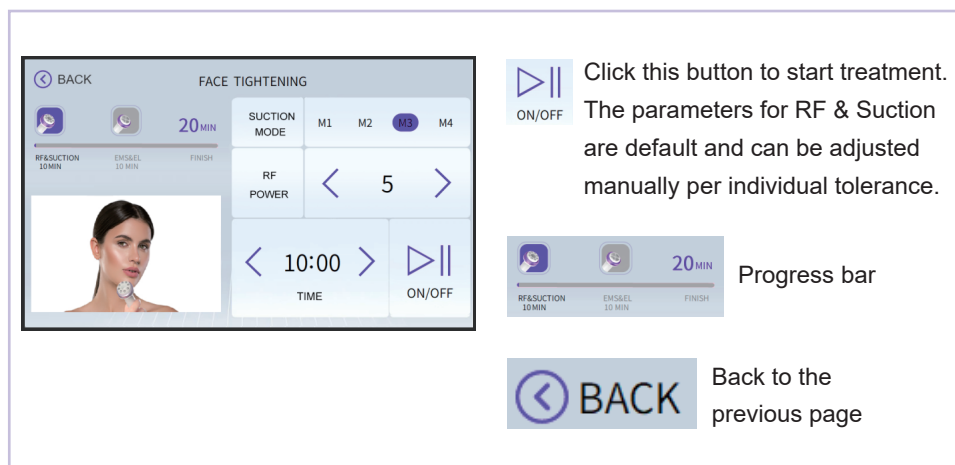 BACK
FACE TIGHTENING
20MIN
RF&SUCTION
10MIN
EMS&EL
10 MIN
FINISH
SUCTION
MODE
M1 M2 M3 M4
RF
POWER
5
10:00
TIME
ON/OFF
ON/OFF
Click this button to start treatment.
The parameters for RF & Suction
are default and can be adjusted
manually per individual tolerance.
20MIN
RF&SUCTION
10MIN
EMS&EL
10 MIN
FINISH
Progress bar
BACK
Back to the
previous page